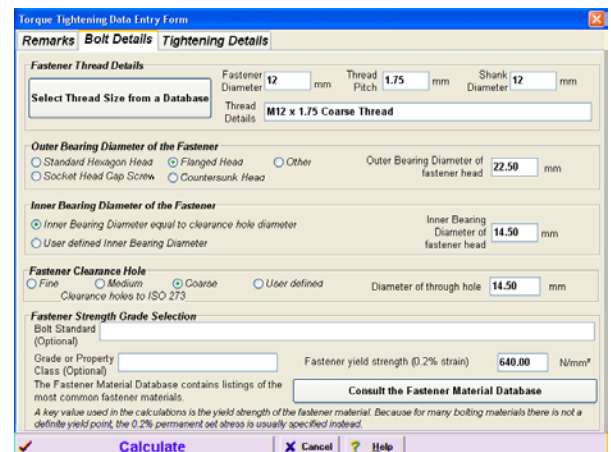 Torque Tightening Data Entry Form
Remarks Bolt Details Tightening Details
Fastener Thread Details
Select Thread Size from a Database
Fastener Diameter 12 mm Thread Pitch 1.75 mm Shank Diameter 12 mm
Thread Details M12 x 1.75 Coarse Thread
Outer Bearing Diameter of the Fastener
Standard Hexagon Head Flanged Head Other
Socket Head Cap Screw Countersunk Head
Outer Bearing Diameter of fastener head 22.50 mm
Inner Bearing Diameter of the Fastener
Inner Bearing Diameter equal to clearance hole diameter
User defined Inner Bearing Diameter
Inner Bearing Diameter of fastener head 14.50 mm
Fastener Clearance Hole
Fine Medium Coarse User defined
Clearance holes to ISO 273
Diameter of through hole 14.50 mm
Fastener Strength Grade Selection
Bolt Standard
(Optional)
Grade or Property
Class (Optional)
Fastener yield strength (0.2% strain) 640.00 N/mm²
The Fastener Material Database contains listings of the
most common fastener materials.
Consult the Fastener Material Database
A key value used in the calculations is the yield strength of the fastener material. Because for many bolting materials there is not a
definite yield point, the 0.2% permanent set stress is usually specified instead.
Calculate Cancel Help